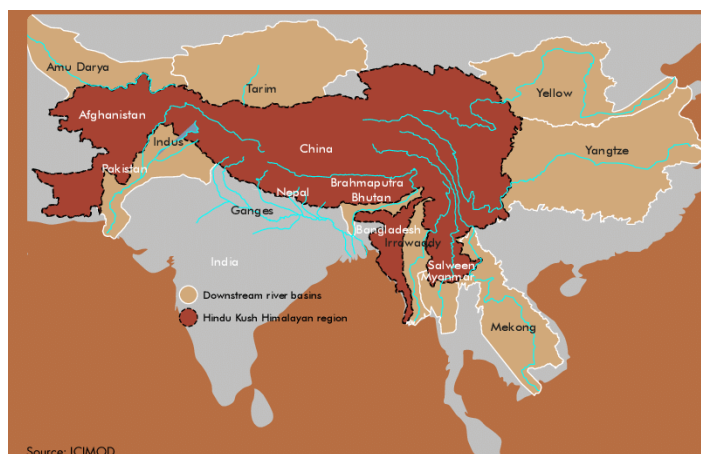 Amu Darya
Tarim
Yellow
Afghanistan
Indus
China
Yangtze
Pakistan
Nepal
Brahmaputra
Bhutan
Ganges
Bangladesh
Irrawaddy
India
Salween
Myanmar
Downstream river basins
Hindu Kush Himalayan region
Mekong
Source: ICIMOD